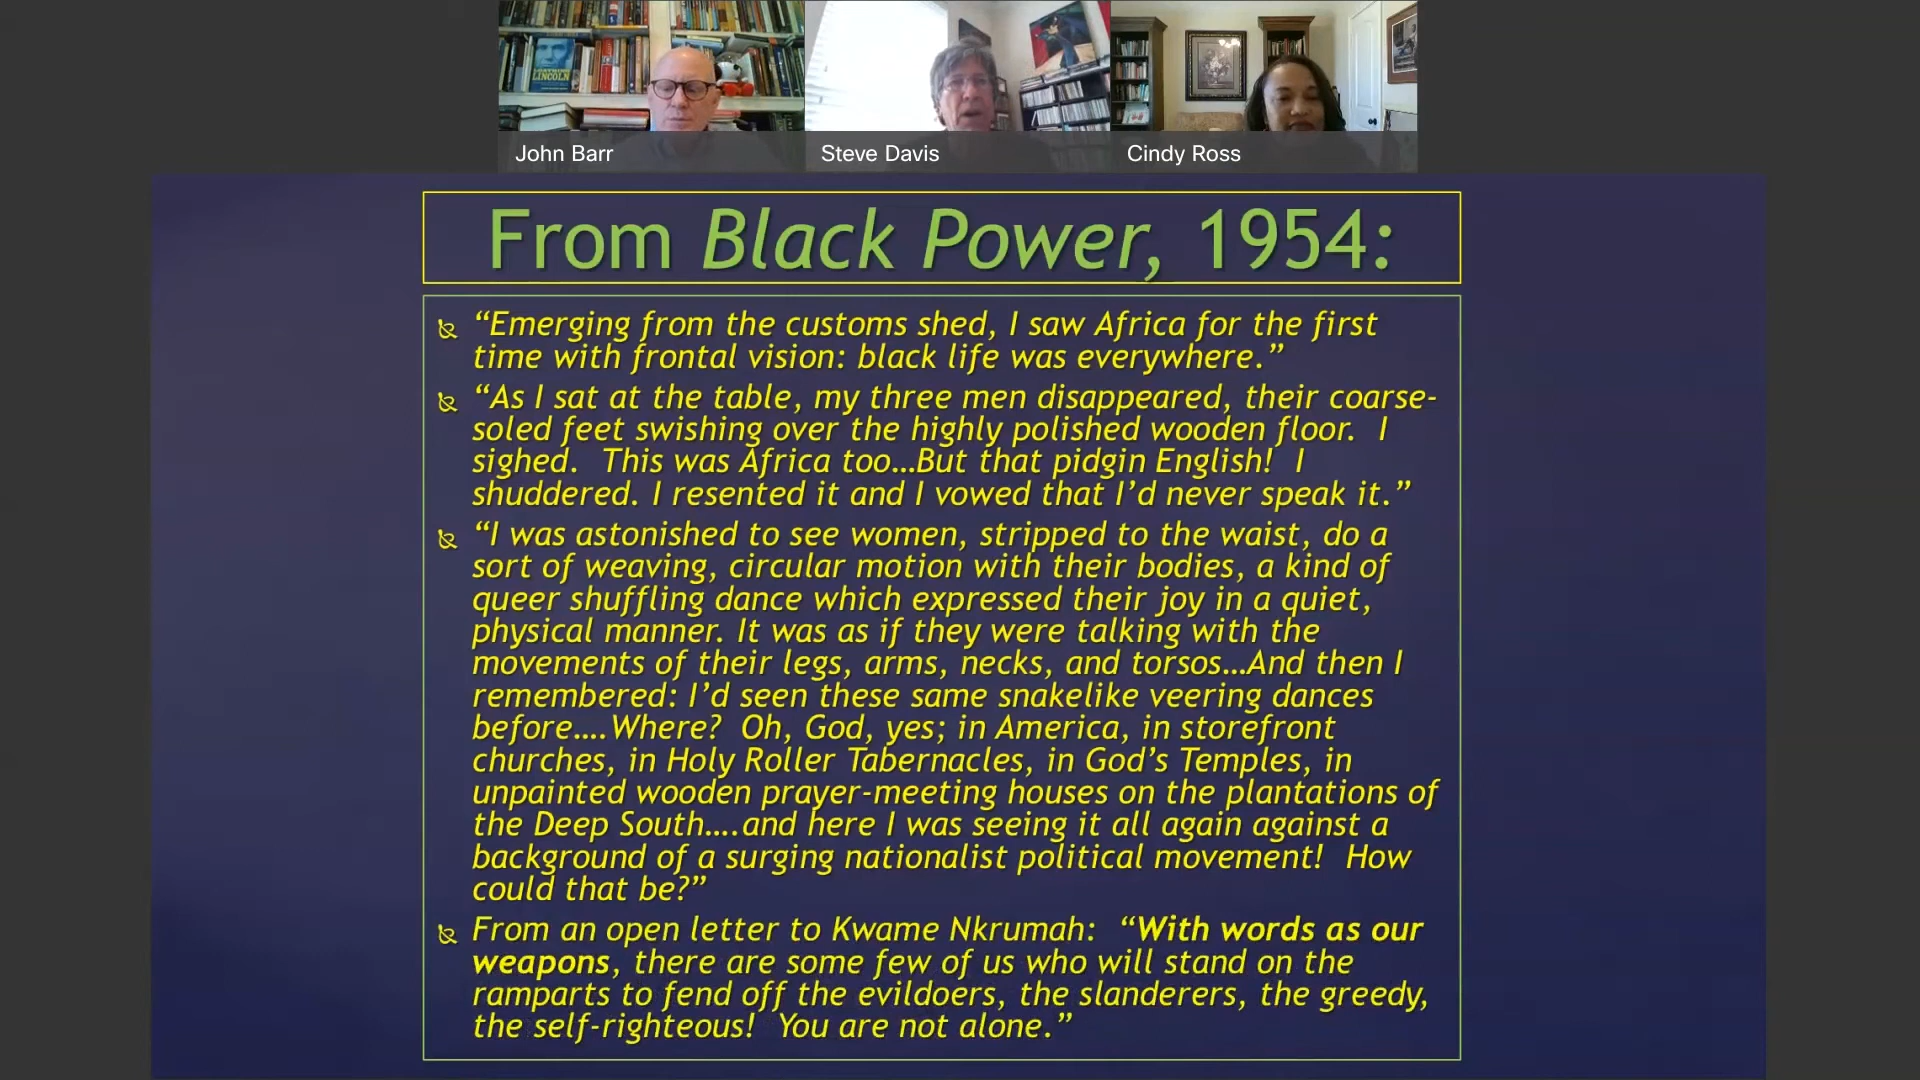 LINCOLN
John Barr
Steve Davis
Cindy Ross
From Black Power, 1954:
“Emerging from the customs shed, I saw Africa for the first
time with frontal vision: black life was everywhere.”
“As I sat at the table, my three men disappeared, their coarse-
soled feet swishing over the highly polished wooden floor.  I
sighed.  This was Africa too…But that pidgin English!  I
shuddered. I resented it and I vowed that I’d never speak it.”
“I was astonished to see women, stripped to the waist, do a
sort of weaving, circular motion with their bodies, a kind of
queer shuffling dance which expressed their joy in a quiet,
physical manner. It was as if they were talking with the
movements of their legs, arms, necks, and torsos…And then I
remembered: I’d seen these same snakelike veering dances
before….Where?  Oh, God, yes; in America, in storefront
churches, in Holy Roller Tabernacles, in God’s Temples, in
unpainted wooden prayer-meeting houses on the plantations of
the Deep South….and here I was seeing it all again against a
background of a surging nationalist political movement!  How
could that be?”
From an open letter to Kwame Nkrumah:  “With words as our
weapons, there are some few of us who will stand on the
ramparts to fend off the evildoers, the slanderers, the greedy,
the self-righteous!  You are not alone.”